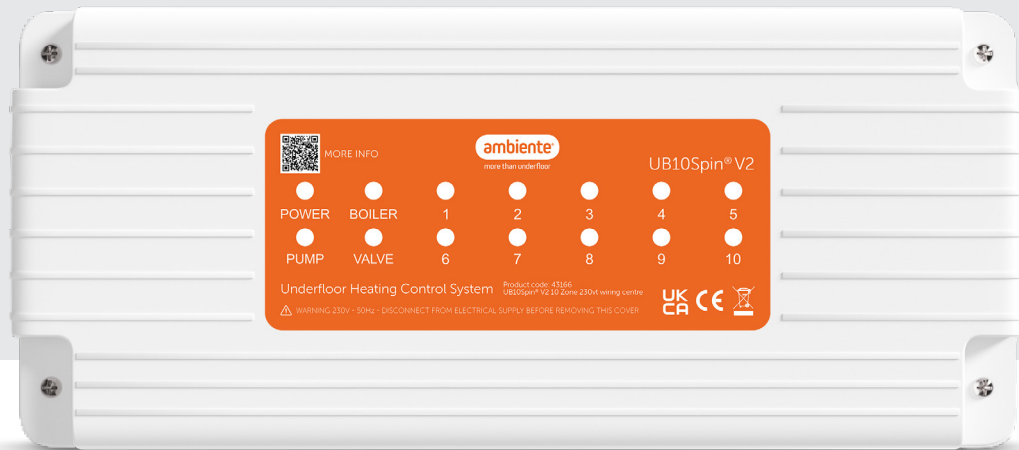 MORE INFO
ambiente®
more than underfloor
UB10Spin® V2
POWER BOILER 1 2 3 4 5
PUMP VALVE 6 7 8 9 10
Underfloor Heating Control System
Product code: 43166
UB10Spin® V2 10 Zone 230vt wiring centre
UK
CA
CE
WARNING 230V - 50Hz - DISCONNECT FROM ELECTRICAL SUPPLY BEFORE REMOVING THIS COVER